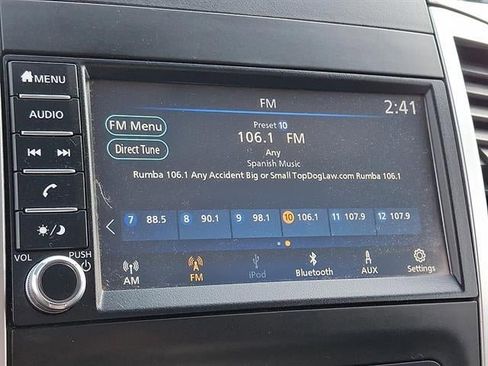 MENU
FM
2:41
AUDIO
FM Menu
Preset 10
106.1 FM
Direct Tune
Any
Spanish Music
Rumba 106.1 Any Accident Big or Small TopDogLaw.com Rumba 106.1
7 88.5 8 90.1 9 98.1 10 106.1 11 107.9 12 107.9
VOL PUSH
AM FM iPod Bluetooth AUX Settings